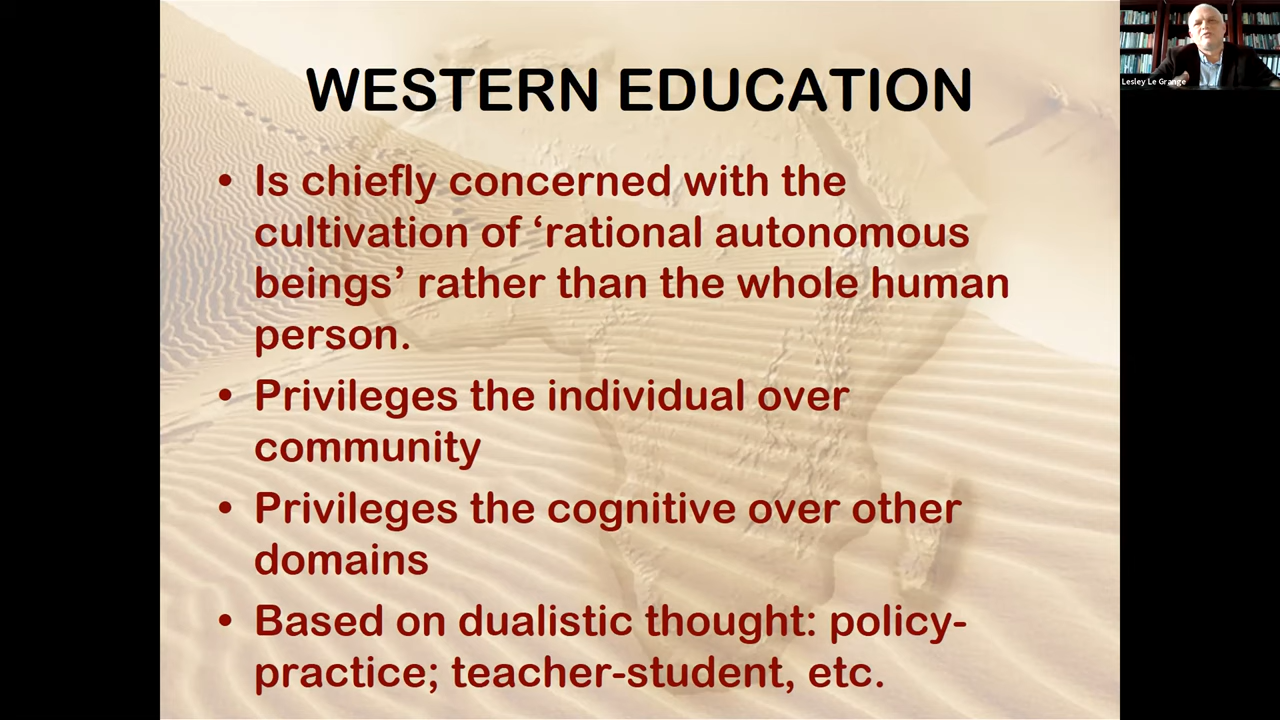 WESTERN EDUCATION
• Is chiefly concerned with the
cultivation of ‘rational autonomous
beings’ rather than the whole human
person.
• Privileges the individual over
community
• Privileges the cognitive over other
domains
• Based on dualistic thought: policy-
practice; teacher-student, etc.
Lesley Le Grange